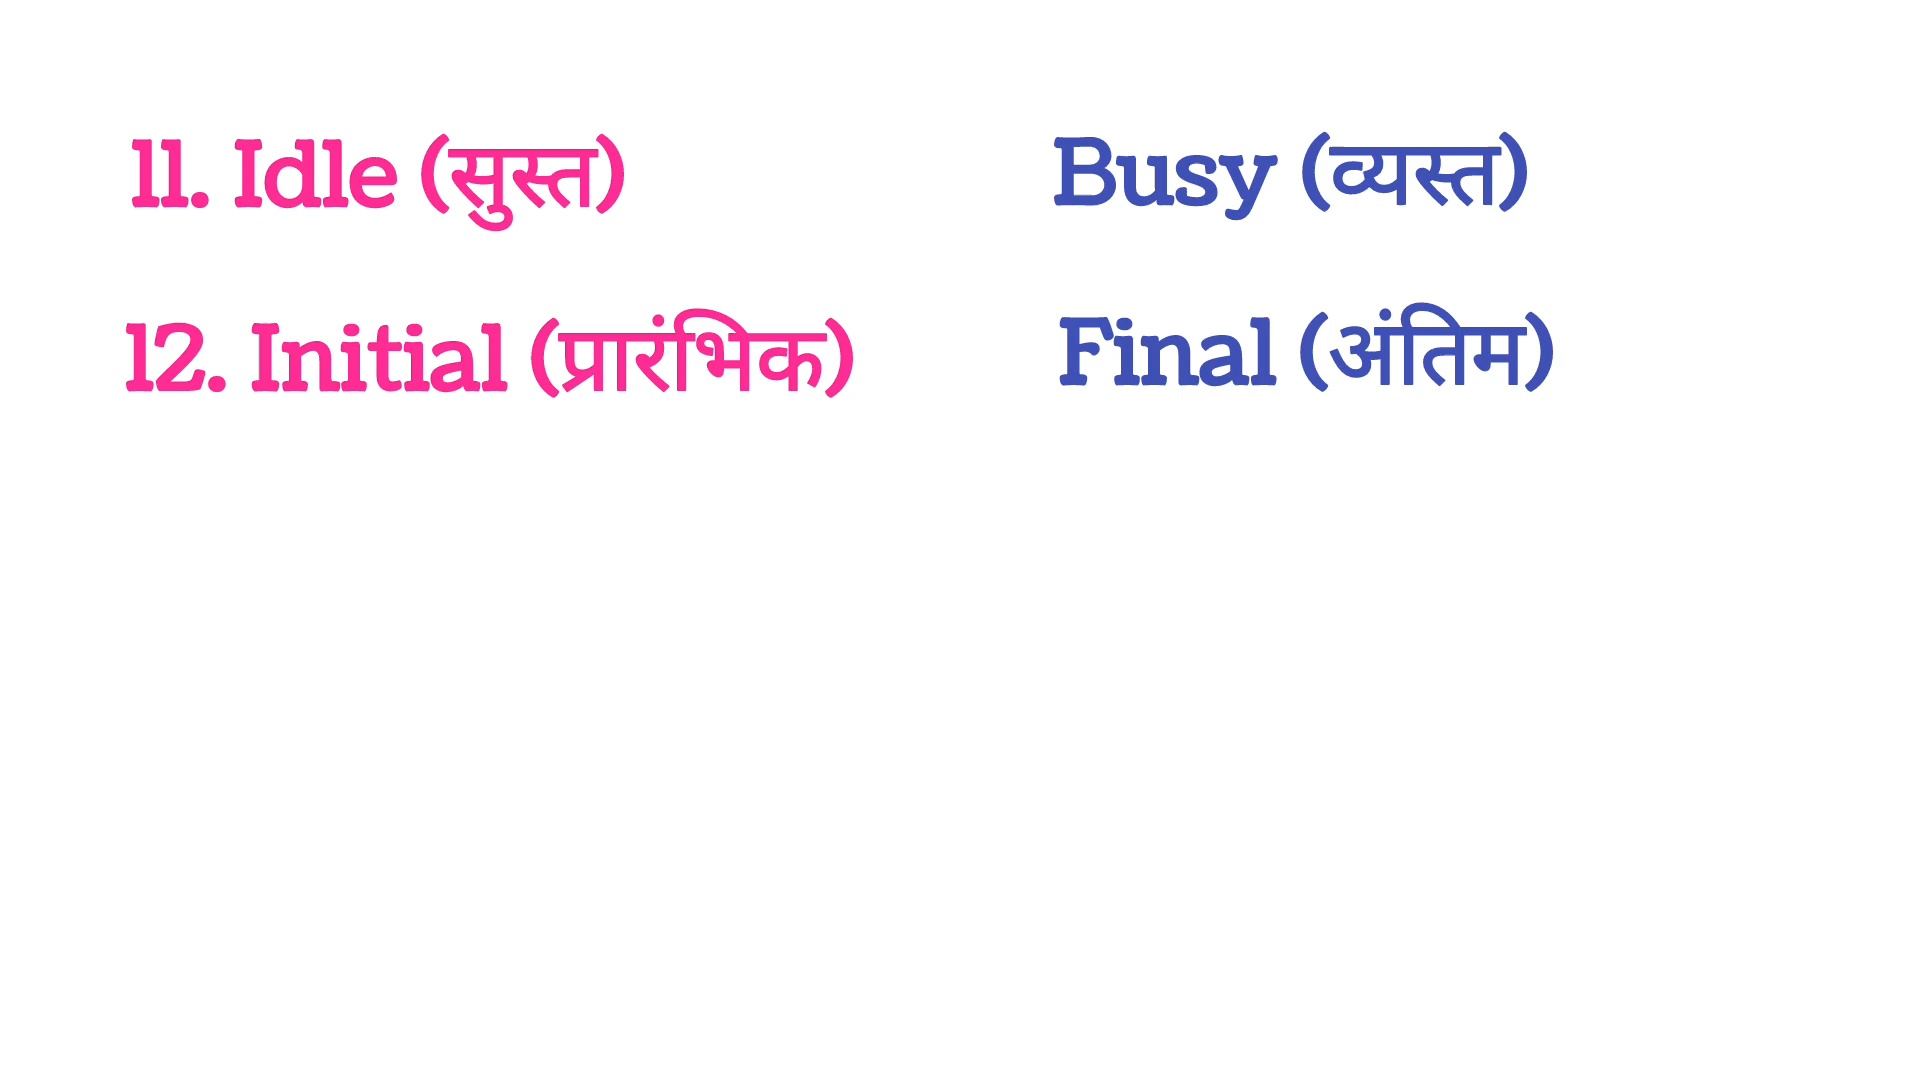 11. Idle (सुस्त) Busy (व्यस्त)
12. Initial (प्रारंभिक) Final (अंतिम)